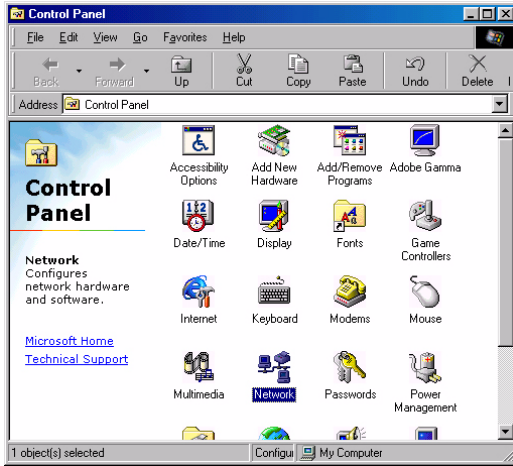 Control Panel
File Edit View Go Favorites Help
Back Forward Up Cut Copy Paste Undo Delete
Address Control Panel
Control
Panel
Network
Configures
network hardware
and software.
Microsoft Home
Technical Support
Accessibility
Options
Add New
Hardware
Add/Remove
Programs
Adobe Gamma
Date/Time
Display
Fonts
Game
Controllers
Internet
Keyboard
Modems
Mouse
Multimedia
Network
Passwords
Power
Management
1 object(s) selected
Configu
My Computer